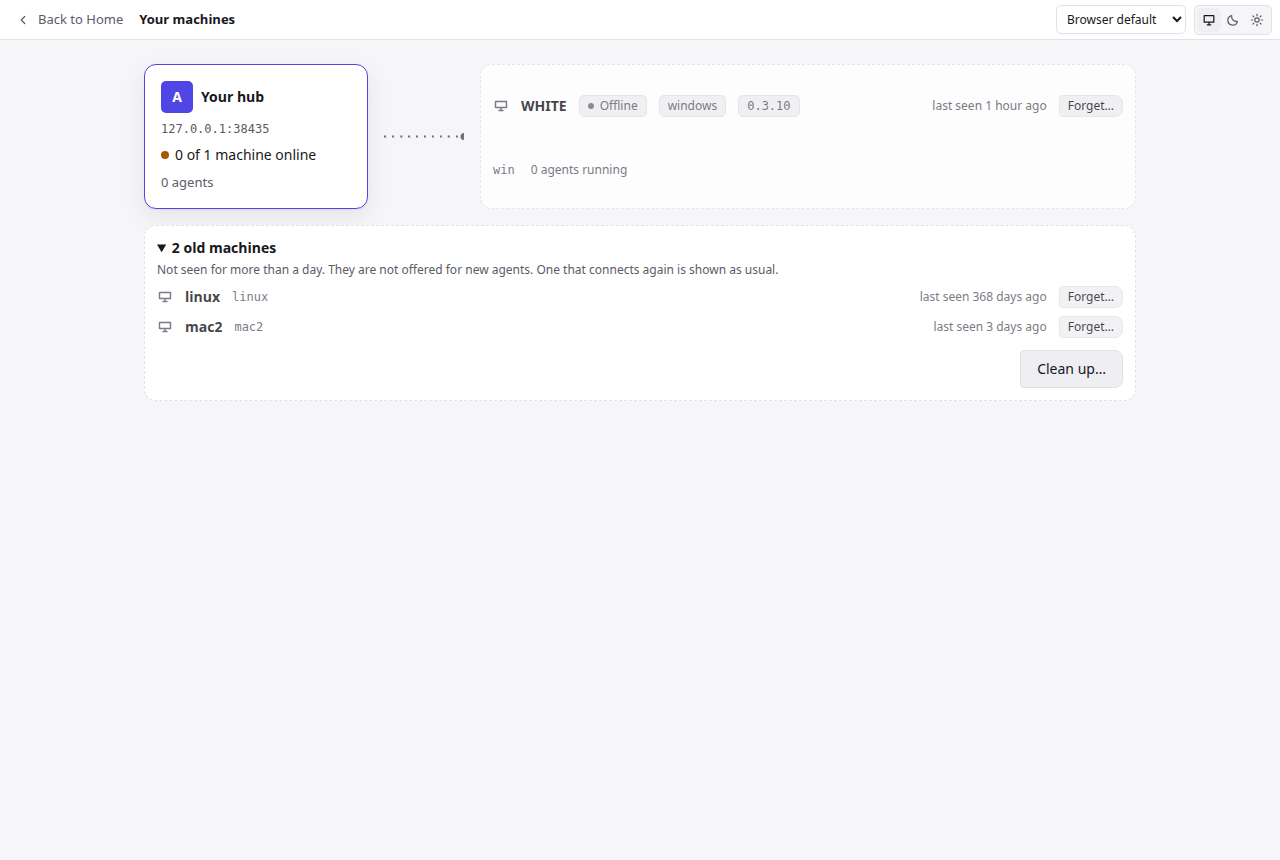 Back to Home Your machines Browser default
A Your hub
127.0.0.1:38435
0 of 1 machine online
0 agents
WHITE Offline windows 0.3.10 last seen 1 hour ago Forget...
win 0 agents running
2 old machines
Not seen for more than a day. They are not offered for new agents. One that connects again is shown as usual.
linux linux last seen 368 days ago Forget...
mac2 mac2 last seen 3 days ago Forget...
Clean up...